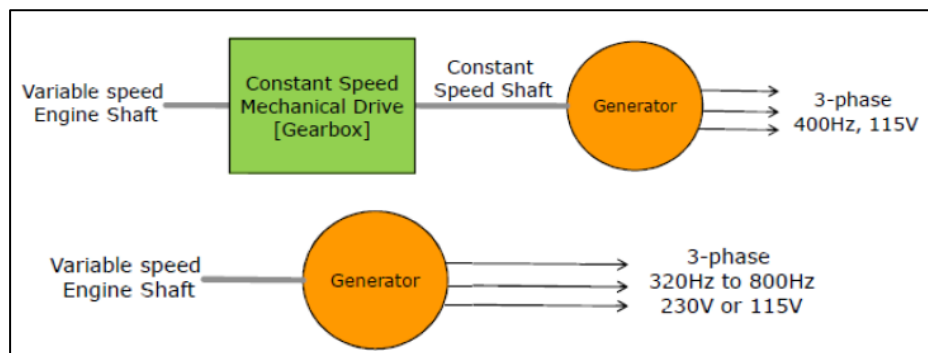 Variable speed
Engine Shaft
Constant Speed
Mechanical Drive
[Gearbox]
Constant
Speed Shaft
Generator
3-phase
400Hz, 115V
Variable speed
Engine Shaft
Generator
3-phase
320Hz to 800Hz
230V or 115V